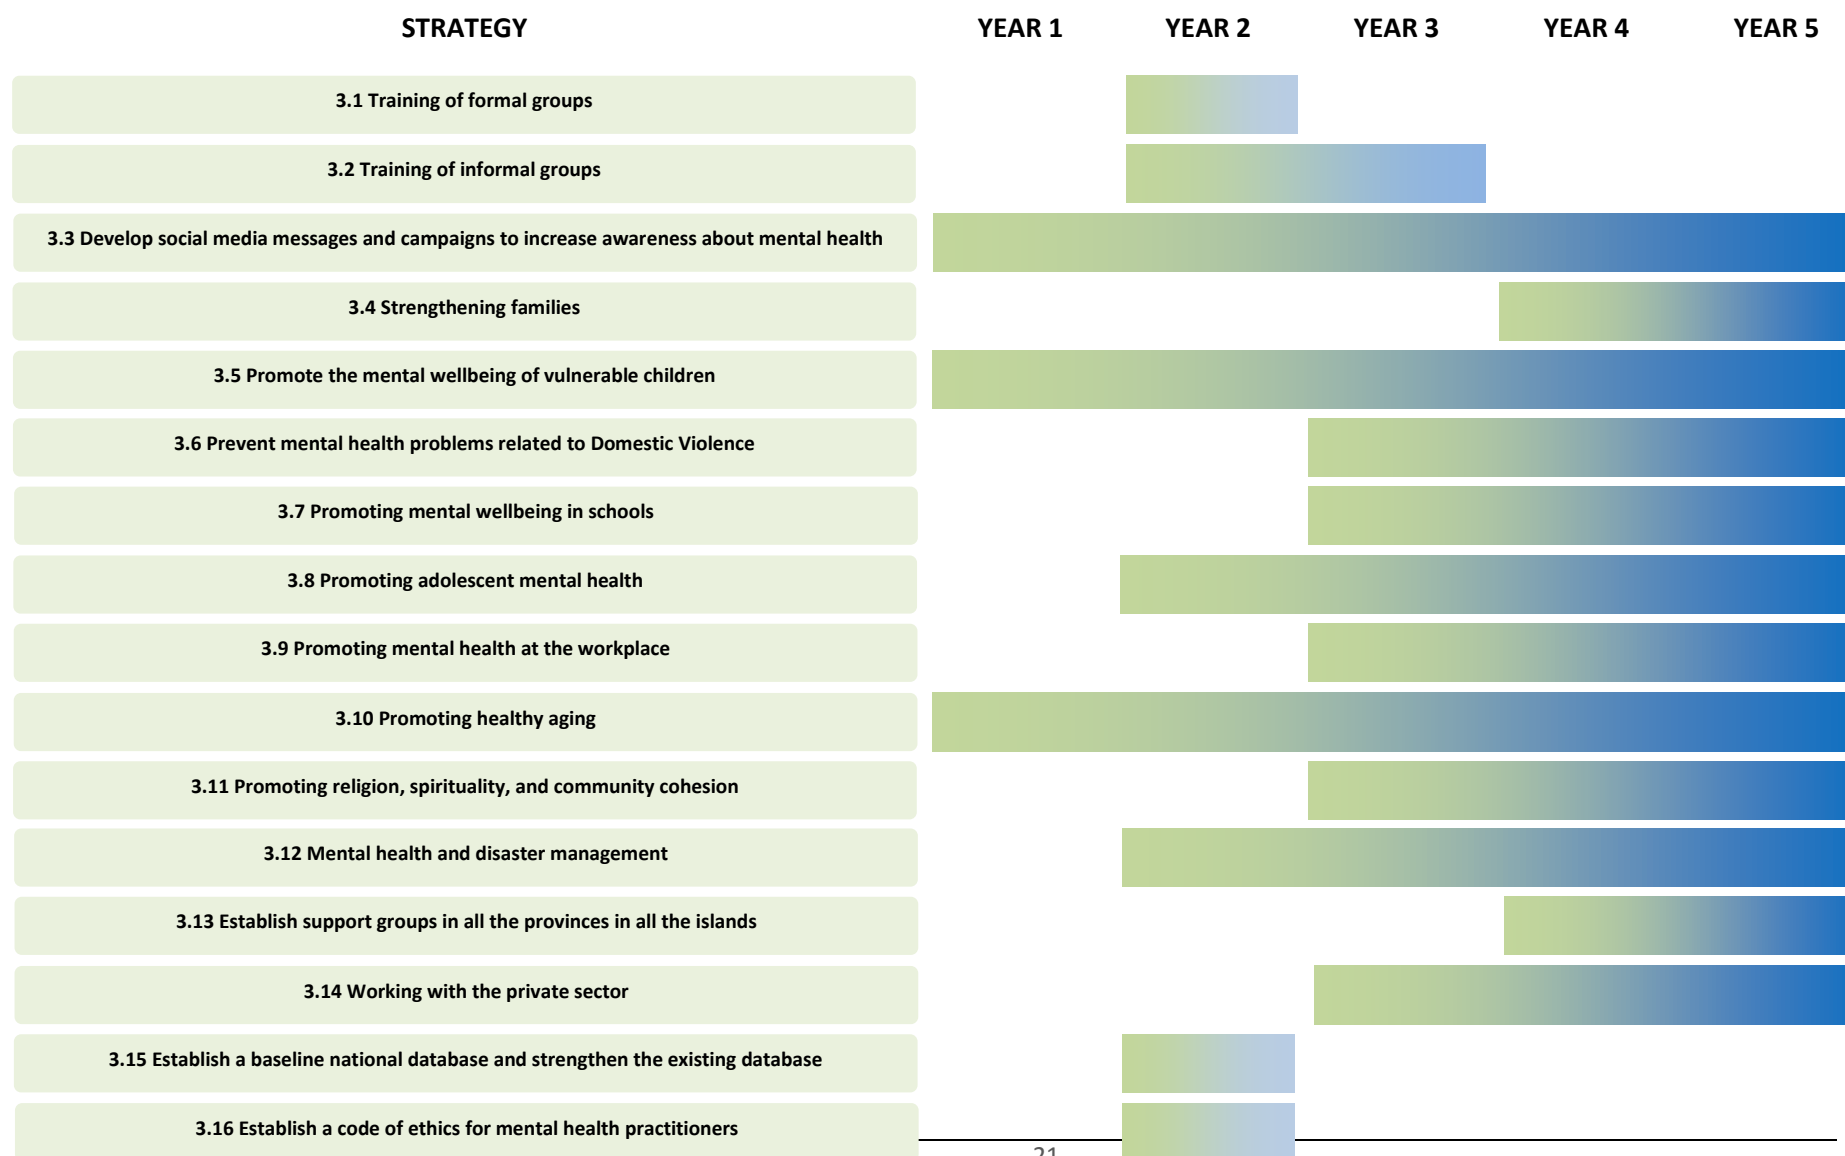 STRATEGY YEAR 1 YEAR 2 YEAR 3 YEAR 4 YEAR 5
3.1 Training of formal groups
3.2 Training of informal groups
3.3 Develop social media messages and campaigns to increase awareness about mental health
3.4 Strengthening families
3.5 Promote the mental wellbeing of vulnerable children
3.6 Prevent mental health problems related to Domestic Violence
3.7 Promoting mental wellbeing in schools
3.8 Promoting adolescent mental health
3.9 Promoting mental health at the workplace
3.10 Promoting healthy aging
3.11 Promoting religion, spirituality, and community cohesion
3.12 Mental health and disaster management
3.13 Establish support groups in all the provinces in all the islands
3.14 Working with the private sector
3.15 Establish a baseline national database and strengthen the existing database
3.16 Establish a code of ethics for mental health practitioners
21